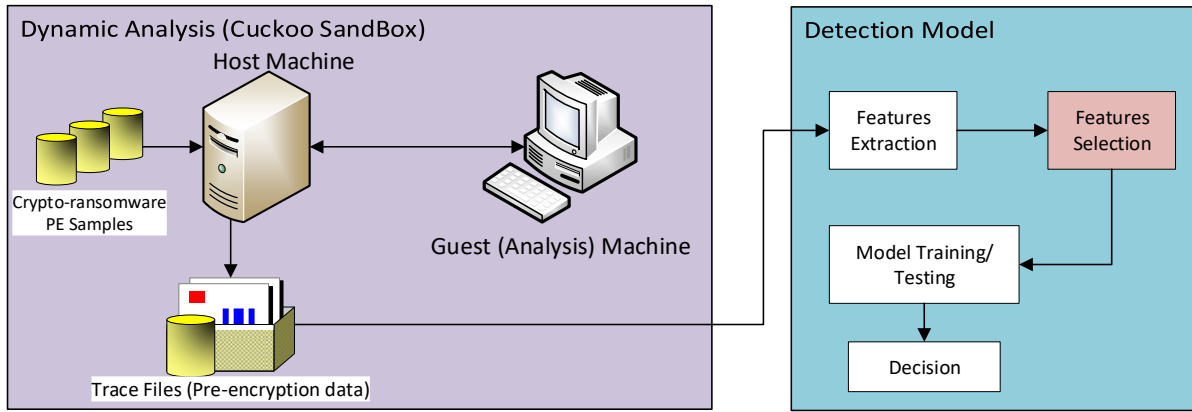 Dynamic Analysis (Cuckoo SandBox)
Host Machine
Crypto-ransomware
PE Samples
Guest (Analysis) Machine
Trace Files (Pre-encryption data)
Detection Model
Features
Extraction
Features
Selection
Model Training/
Testing
Decision